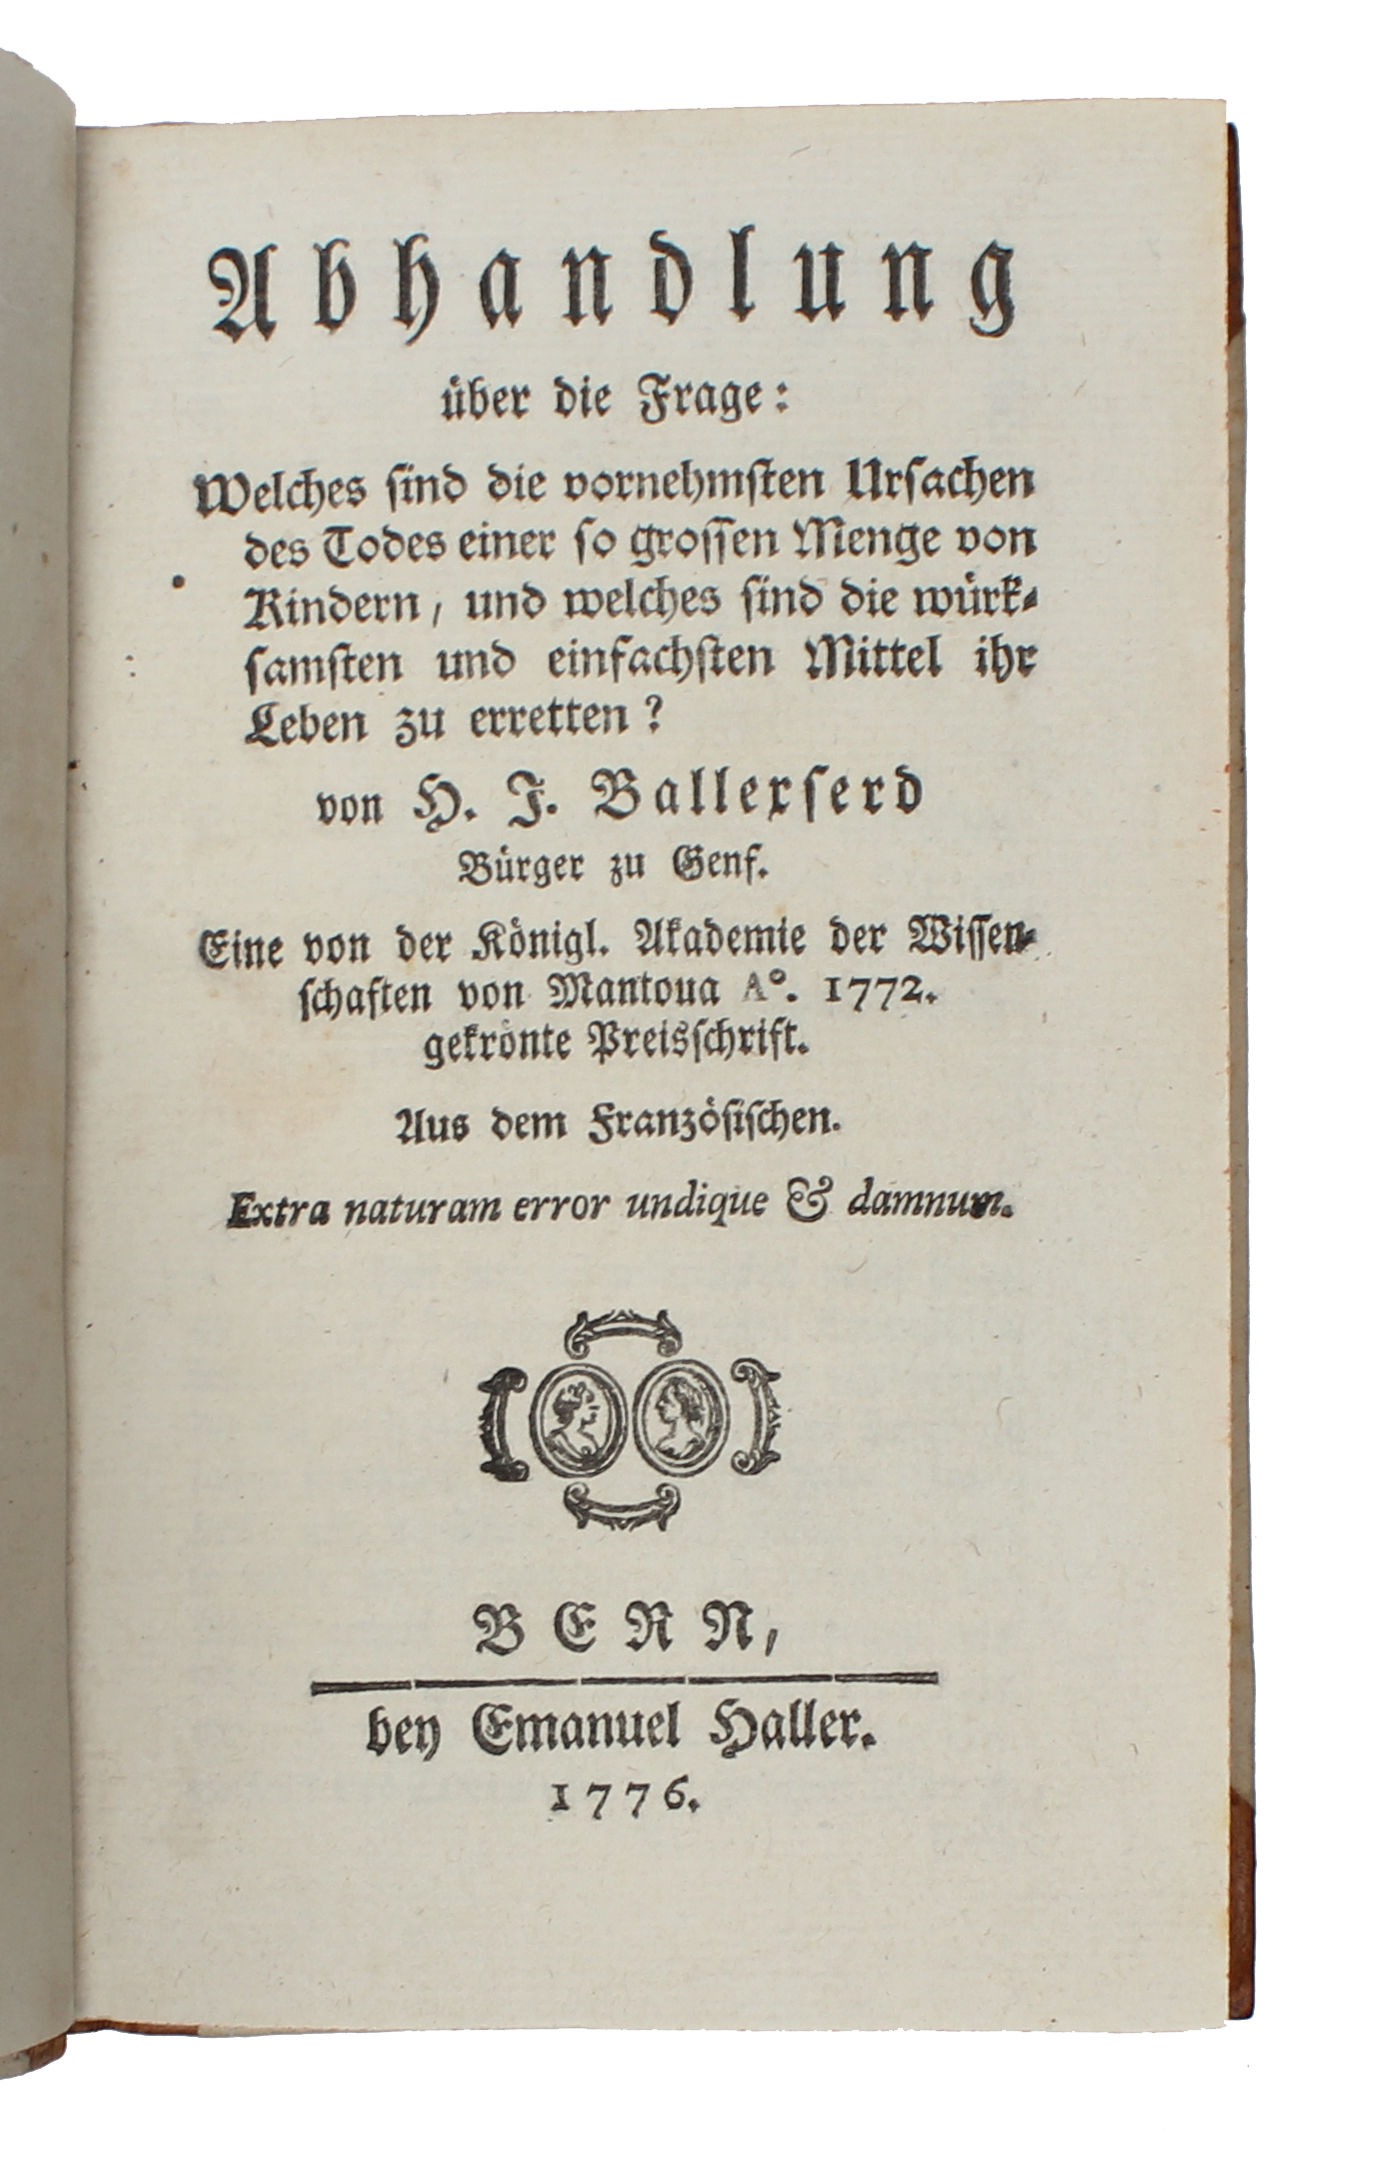 Abhandlung
über die Frage:
Welches sind die vornehmsten Ursachen
des Todes einer so grossen Menge von
Kindern, und welches sind die würk-
samsten und einfachsten Mittel ihr
Leben zu erretten?
von H. J. Ballexserd
Bürger zu Genf.
Eine von der Königl. Akademie der Wissen-
schaften von Mantoua A°. 1772.
gekrönte Preisschrift.
Aus dem Französischen.
Extra naturam error undique & damnum.
BERN,
bey Emanuel Haller.
1776.